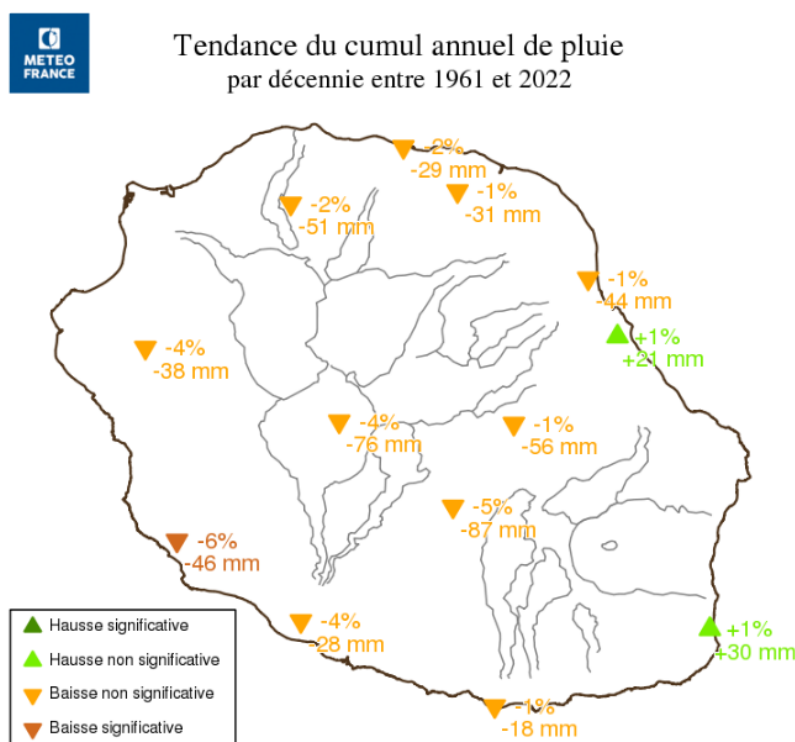 METEO
FRANCE
Tendance du cumul annuel de pluie
par décennie entre 1961 et 2022
-2%
-29 mm
-1%
-31 mm
-2%
-51 mm
-1%
-44 mm
+1%
+21 mm
-4%
-38 mm
-4%
-76 mm
-1%
-56 mm
-5%
-87 mm
-6%
-46 mm
-4%
-28 mm
+1%
+30 mm
-1%
-18 mm
Hausse significative
Hausse non significative
Baisse non significative
Baisse significative